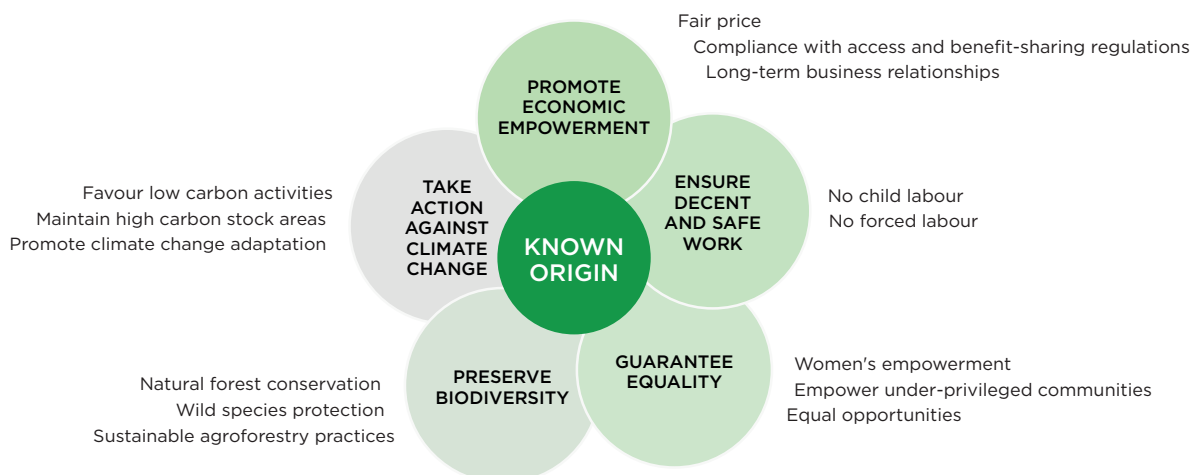 Fair price
Compliance with access and benefit-sharing regulations
Long-term business relationships
PROMOTE
ECONOMIC
EMPOWERMENT
ENSURE
DECENT
AND SAFE
WORK
No child labour
No forced labour
GUARANTEE
EQUALITY
Women's empowerment
Empower under-privileged communities
Equal opportunities
PRESERVE
BIODIVERSITY
Natural forest conservation
Wild species protection
Sustainable agroforestry practices
TAKE
ACTION
AGAINST
CLIMATE
CHANGE
Favour low carbon activities
Maintain high carbon stock areas
Promote climate change adaptation
KNOWN
ORIGIN